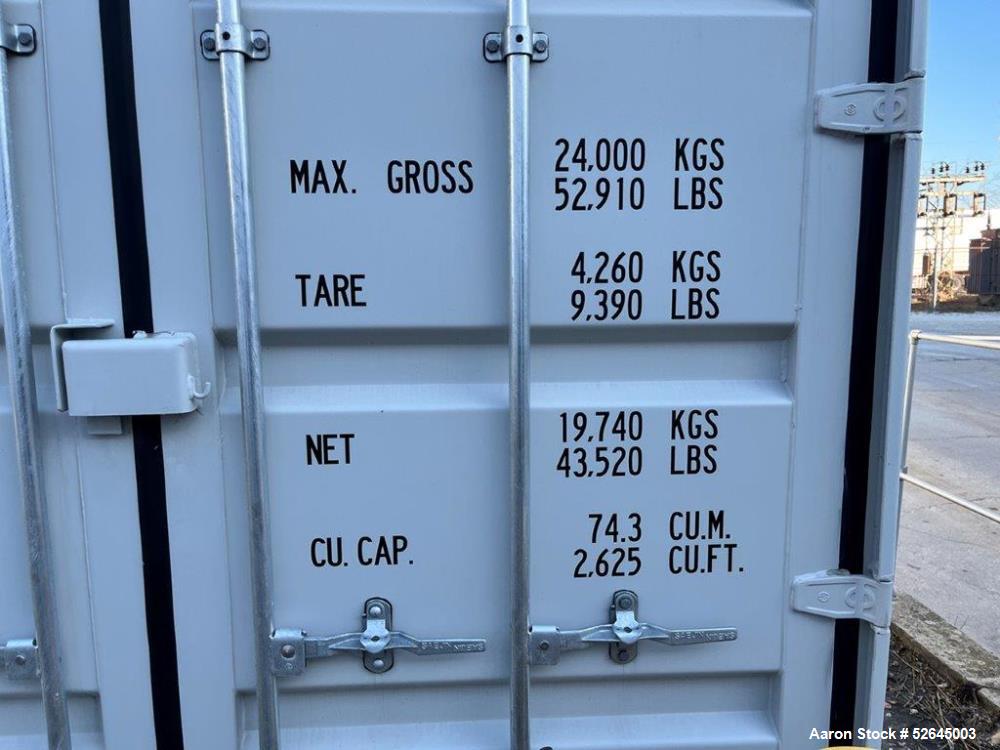 MAX. GROSS 24,000 KGS
52,910 LBS
TARE 4,260 KGS
9,390 LBS
NET 19,740 KGS
43,520 LBS
CU. CAP. 74.3 CU.M.
2,625 CU.FT.
Aaron Stock # 52645003